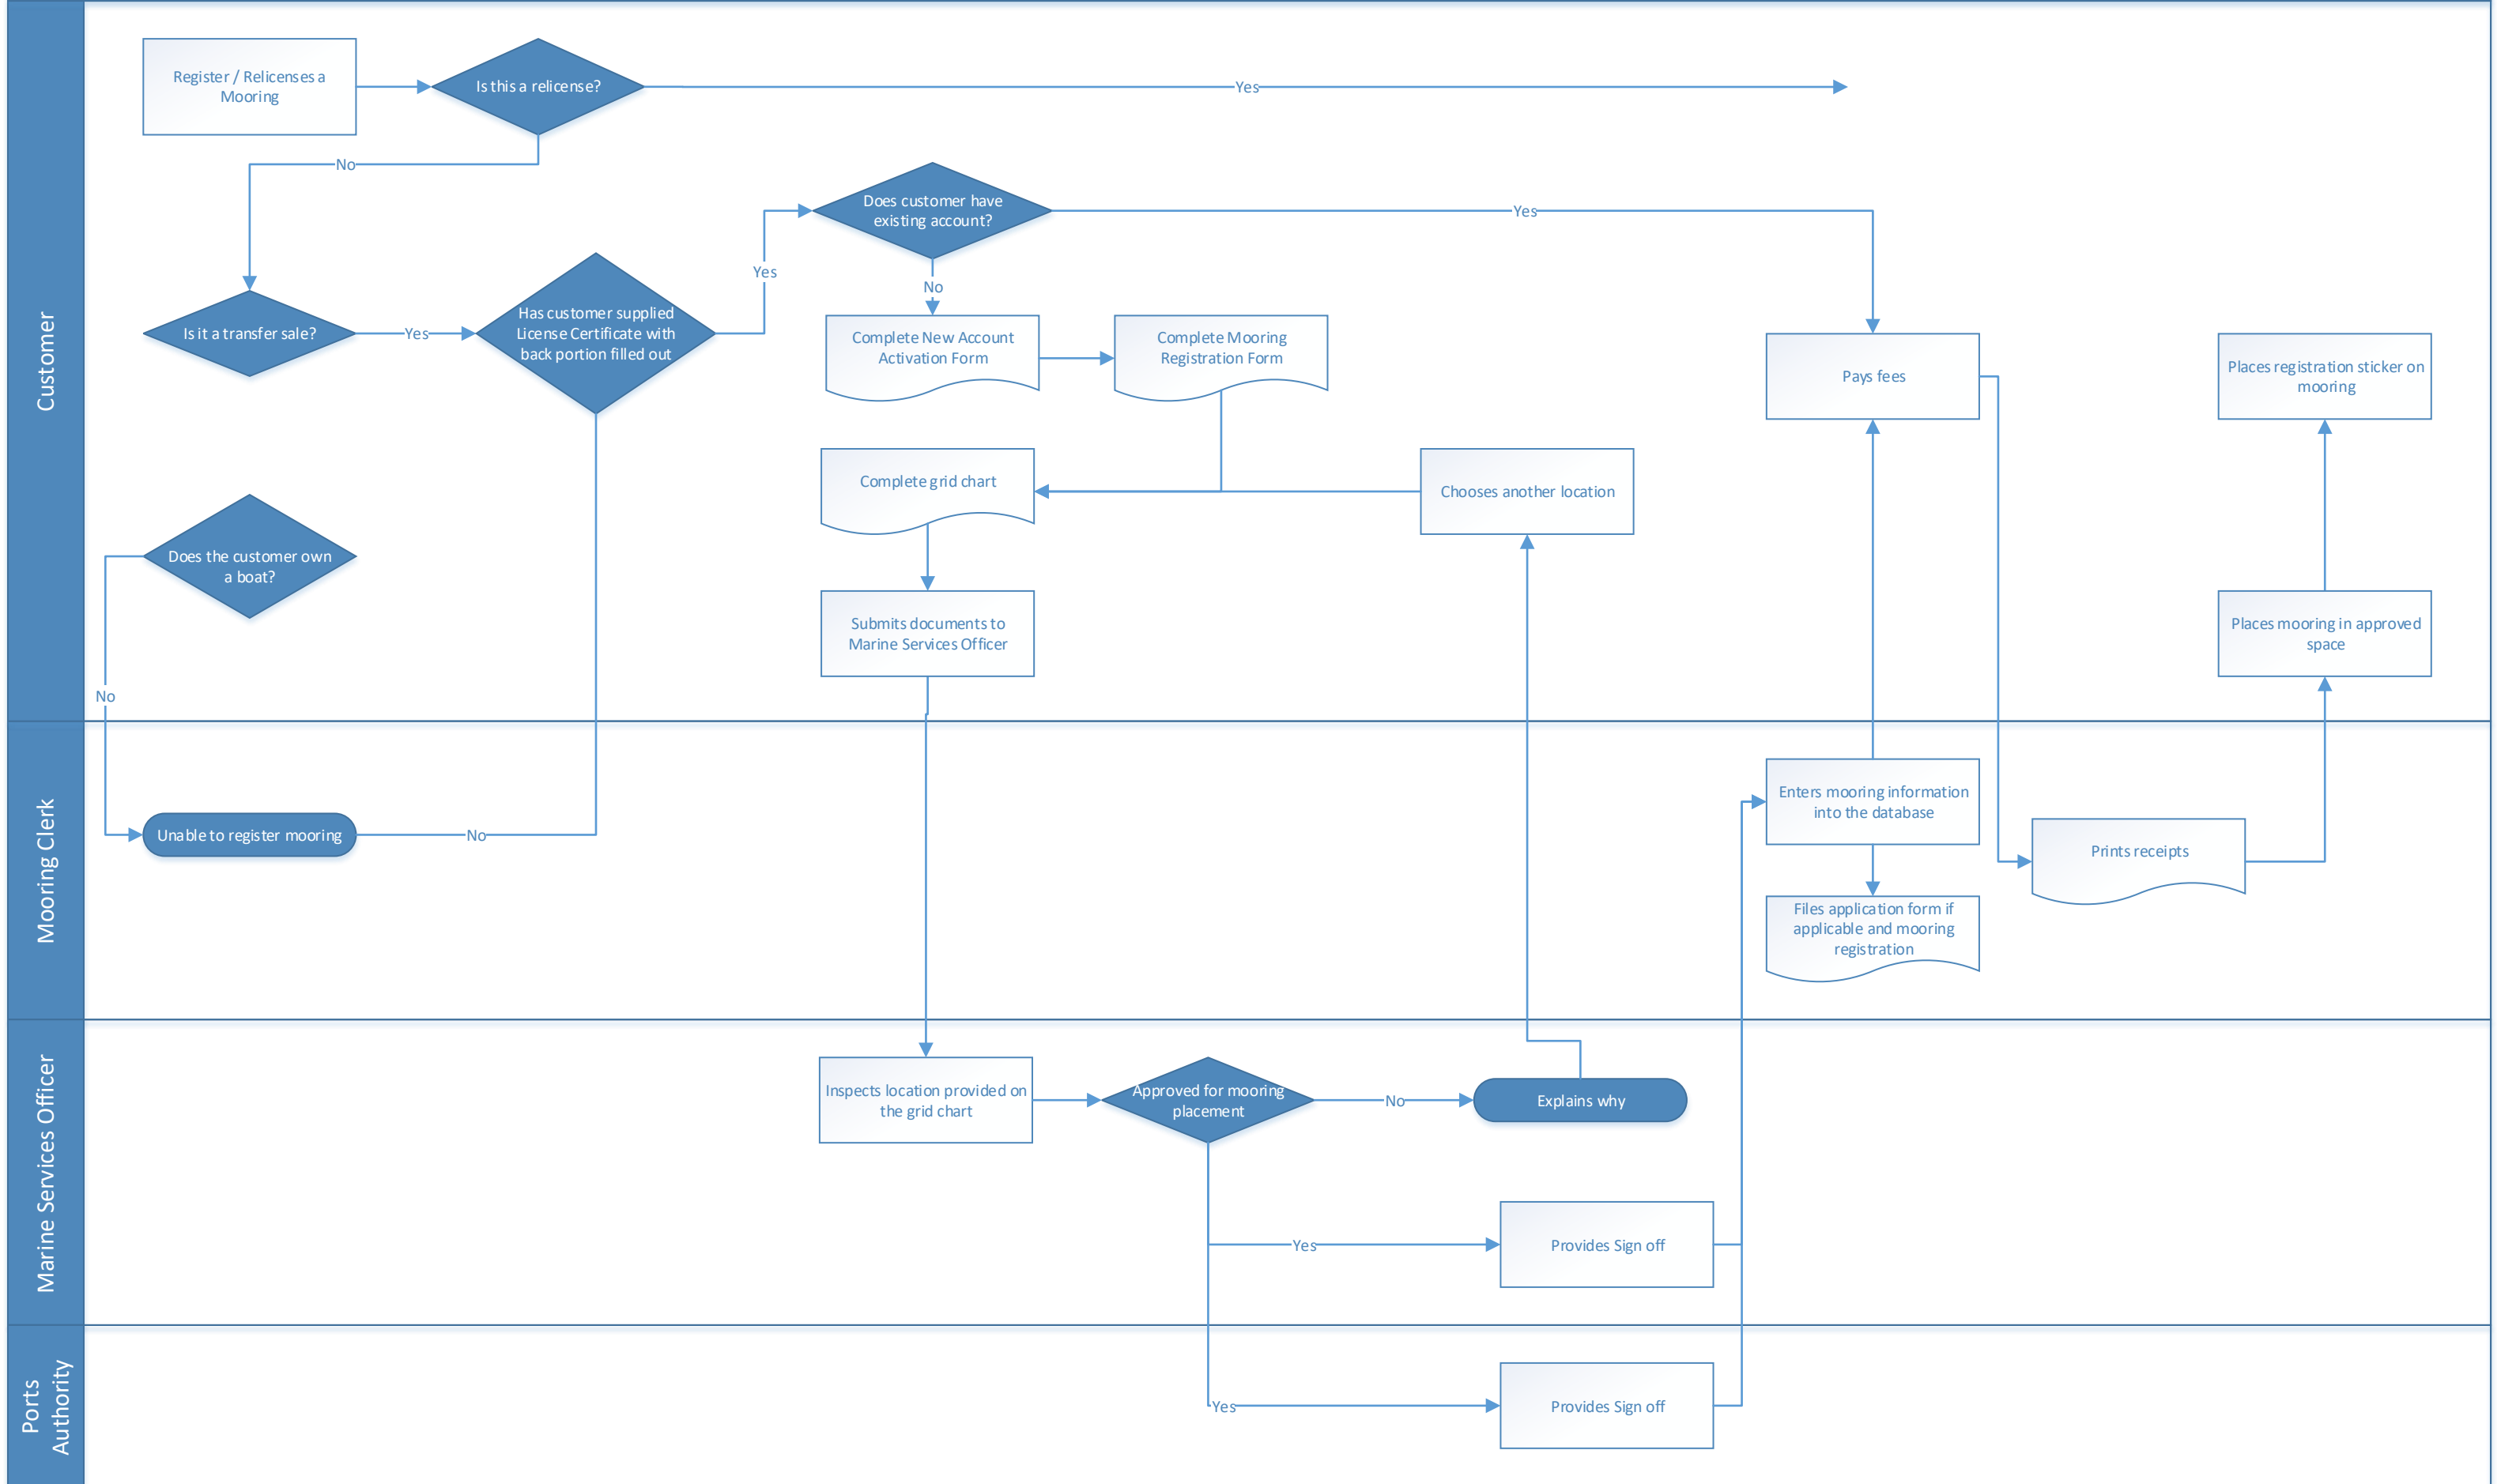 Customer
Register / Relicenses a
Mooring
Is this a relicense?
Yes
No
Does customer have
existing account?
Yes
Yes
No
Is it a transfer sale?
Yes
Has customer supplied
License Certificate with
back portion filled out
Complete New Account
Activation Form
Complete Mooring
Registration Form
Pays fees
Places registration sticker on
mooring
Complete grid chart
Chooses another location
Does the customer own
a boat?
Submits documents to
Marine Services Officer
Places mooring in approved
space
No
Mooring Clerk
Unable to register mooring
No
Enters mooring information
into the database
Prints receipts
Files application form if
applicable and mooring
registration
Marine Services Officer
Inspects location provided on
the grid chart
Approved for mooring
placement
No
Explains why
Yes
Provides Sign off
Ports
Authority
Yes
Provides Sign off